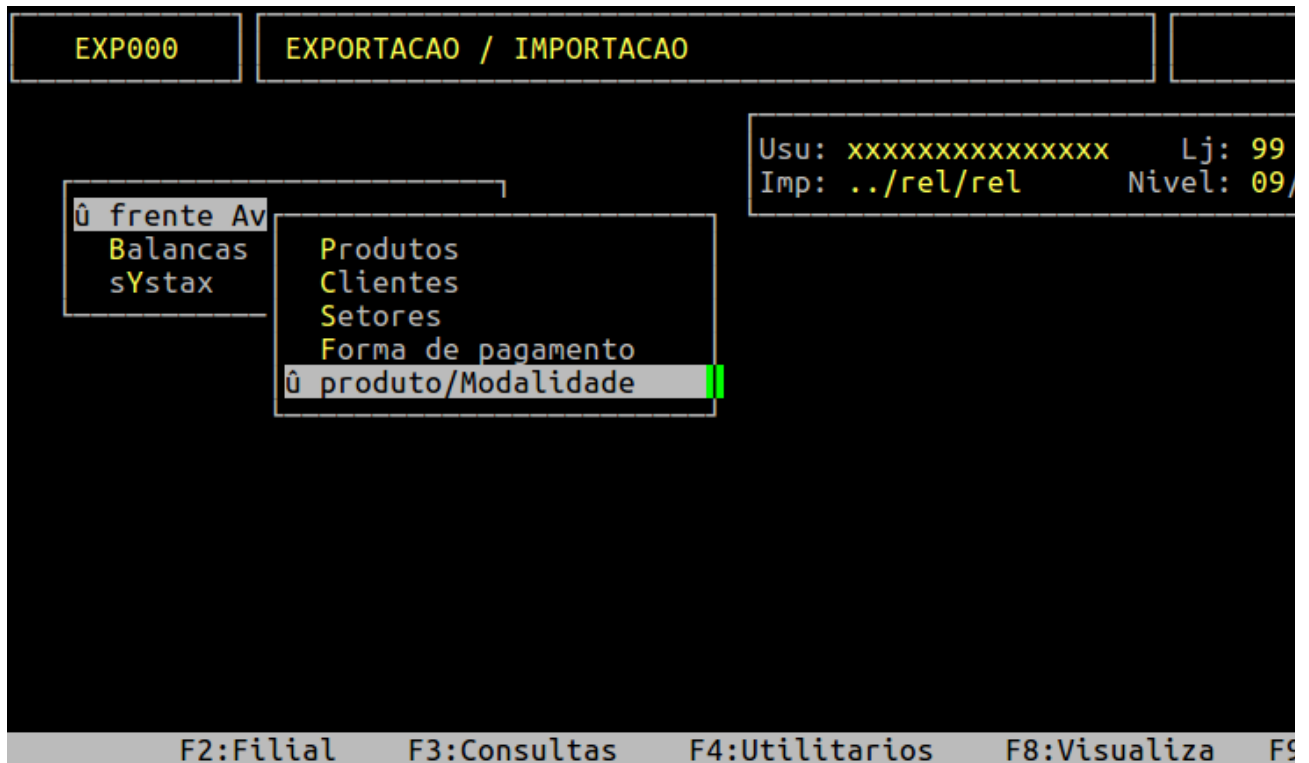 EXP000 EXPORTACAO / IMPORTACAO
Usu: xxxxxxxxxxxxxxx Lj: 99
Imp: ../rel/rel Nivel: 09/
û frente Av
Balancas
sYstax
Produtos
Clientes
Setores
Forma de pagamento
û produto/Modalidade
F2:Filial F3:Consultas F4:Utilitarios F8:Visualiza F9